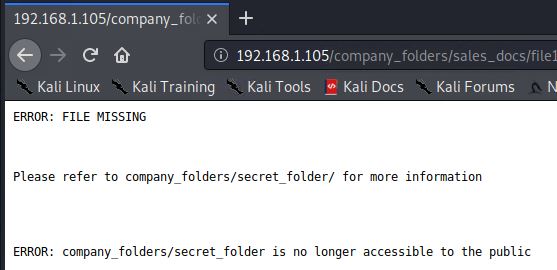 192.168.1.105/company_fold
192.168.1.105/company_folders/sales_docs/file1
Kali Linux Kali Training Kali Tools Kali Docs Kali Forums N
ERROR: FILE MISSING
Please refer to company_folders/secret_folder/ for more information
ERROR: company_folders/secret_folder is no longer accessible to the public